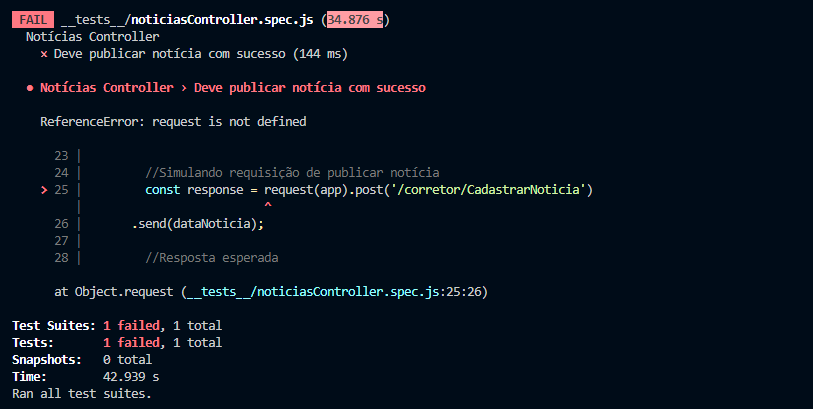 FAIL __tests__/noticiasController.spec.js (34.876 s)
Notícias Controller
× Deve publicar notícia com sucesso (144 ms)
● Notícias Controller › Deve publicar notícia com sucesso
ReferenceError: request is not defined
23 |
24 | //Simulando requisição de publicar notícia
> 25 | const response = request(app).post('/corretor/CadastrarNoticia')
| ^
26 | .send(dataNoticia);
27 |
28 | //Resposta esperada
at Object.request (__tests__/noticiasController.spec.js:25:26)
Test Suites: 1 failed, 1 total
Tests: 1 failed, 1 total
Snapshots: 0 total
Time: 42.939 s
Ran all test suites.